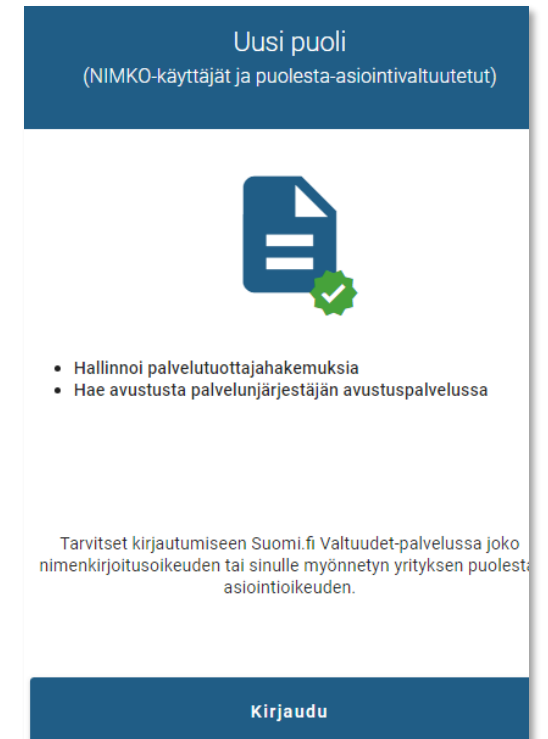 Uusi puoli
(NIMKO-käyttäjät ja puolesta-asiointivaltuutetut)
• Hallinnoi palvelutuottajahakemuksia
• Hae avustusta palvelunjärjestäjän avustuspalvelussa
Tarvitset kirjautumiseen Suomi.fi Valtuudet-palvelussa joko
nimenkirjoitusoikeuden tai sinulle myönnetyn yrityksen puolesta
asiointioikeuden.
Kirjaudu